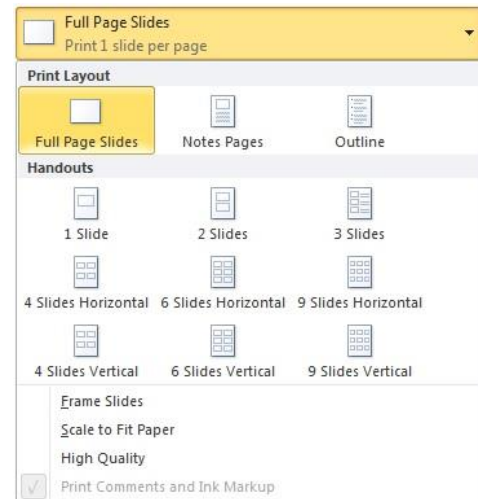 Full Page Slides
Print 1 slide per page
Print Layout
Full Page Slides Notes Pages Outline
Handouts
1 Slide 2 Slides 3 Slides
4 Slides Horizontal 6 Slides Horizontal 9 Slides Horizontal
4 Slides Vertical 6 Slides Vertical 9 Slides Vertical
Frame Slides
Scale to Fit Paper
High Quality
Print Comments and Ink Markup